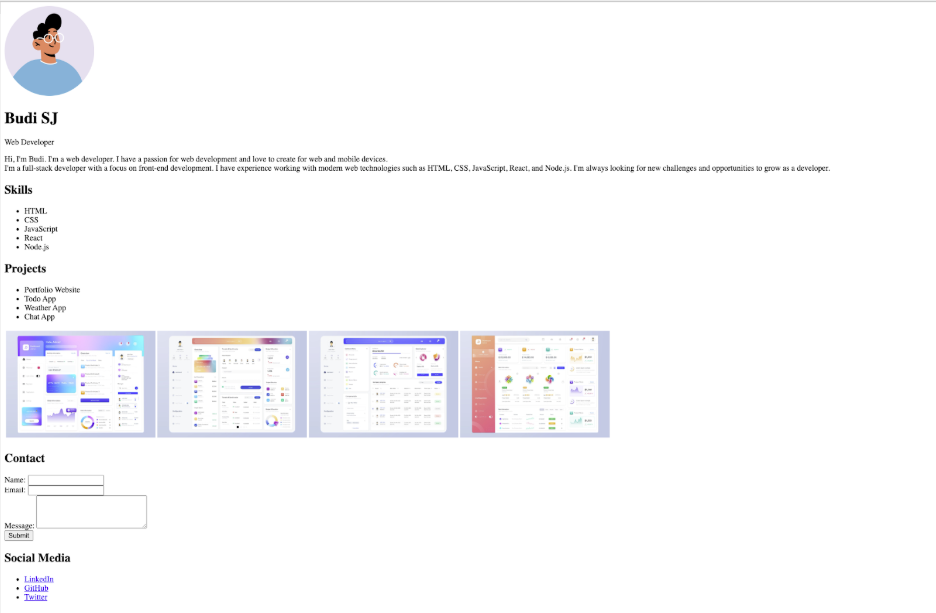 Budi SJ
Web Developer
Hi, I'm Budi. I'm a web developer. I have a passion for web development and love to create for web and mobile devices.
I'm a full-stack developer with a focus on front-end development. I have experience working with modern web technologies such as HTML, CSS, JavaScript, React, and Node.js. I'm always looking for new challenges and opportunities to grow as a developer.
Skills
HTML
CSS
JavaScript
React
Node.js
Projects
Portfolio Website
Todo App
Weather App
Chat App
Contact
Name:
Email:
Message:
Submit
Social Media
LinkedIn
GitHub
Twitter